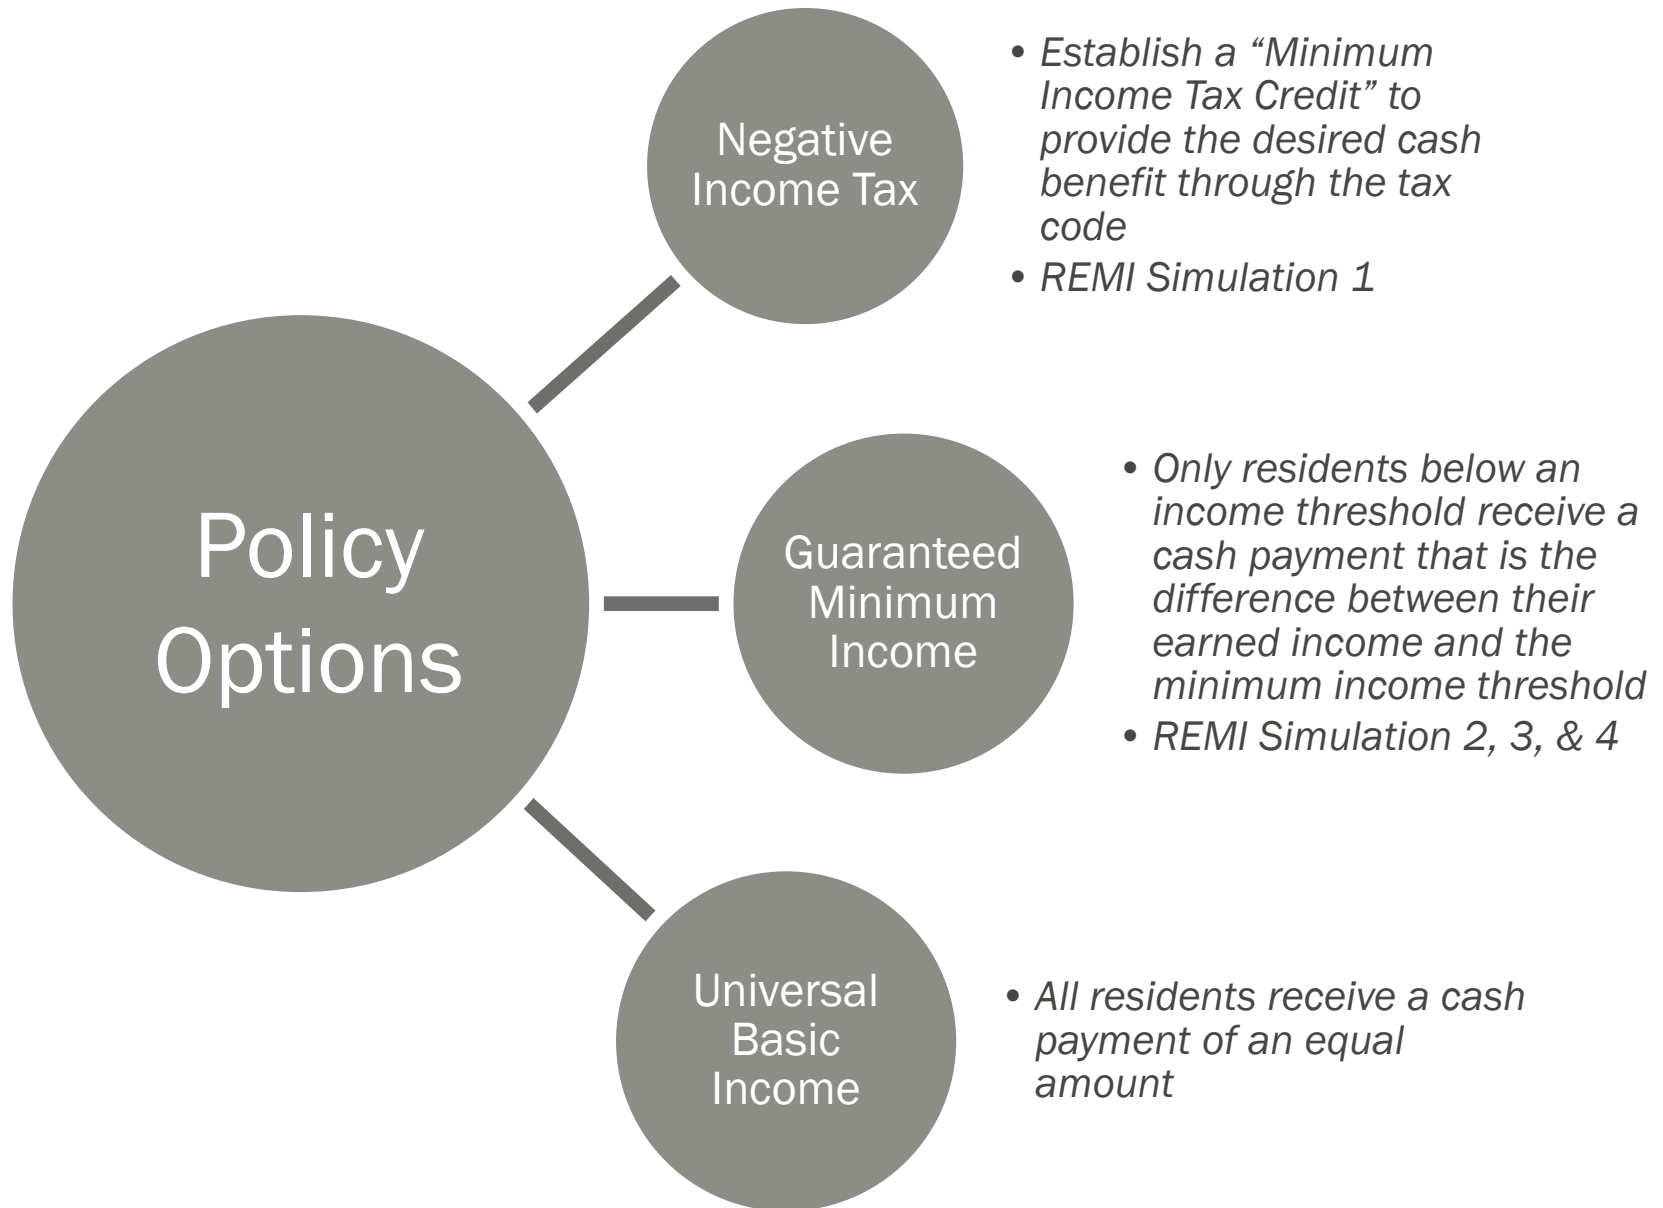 Policy
Options
Negative
Income Tax
• Establish a “Minimum
Income Tax Credit” to
provide the desired cash
benefit through the tax
code
• REMI Simulation 1
Guaranteed
Minimum
Income
• Only residents below an
income threshold receive a
cash payment that is the
difference between their
earned income and the
minimum income threshold
• REMI Simulation 2, 3, & 4
Universal
Basic
Income
• All residents receive a cash
payment of an equal
amount